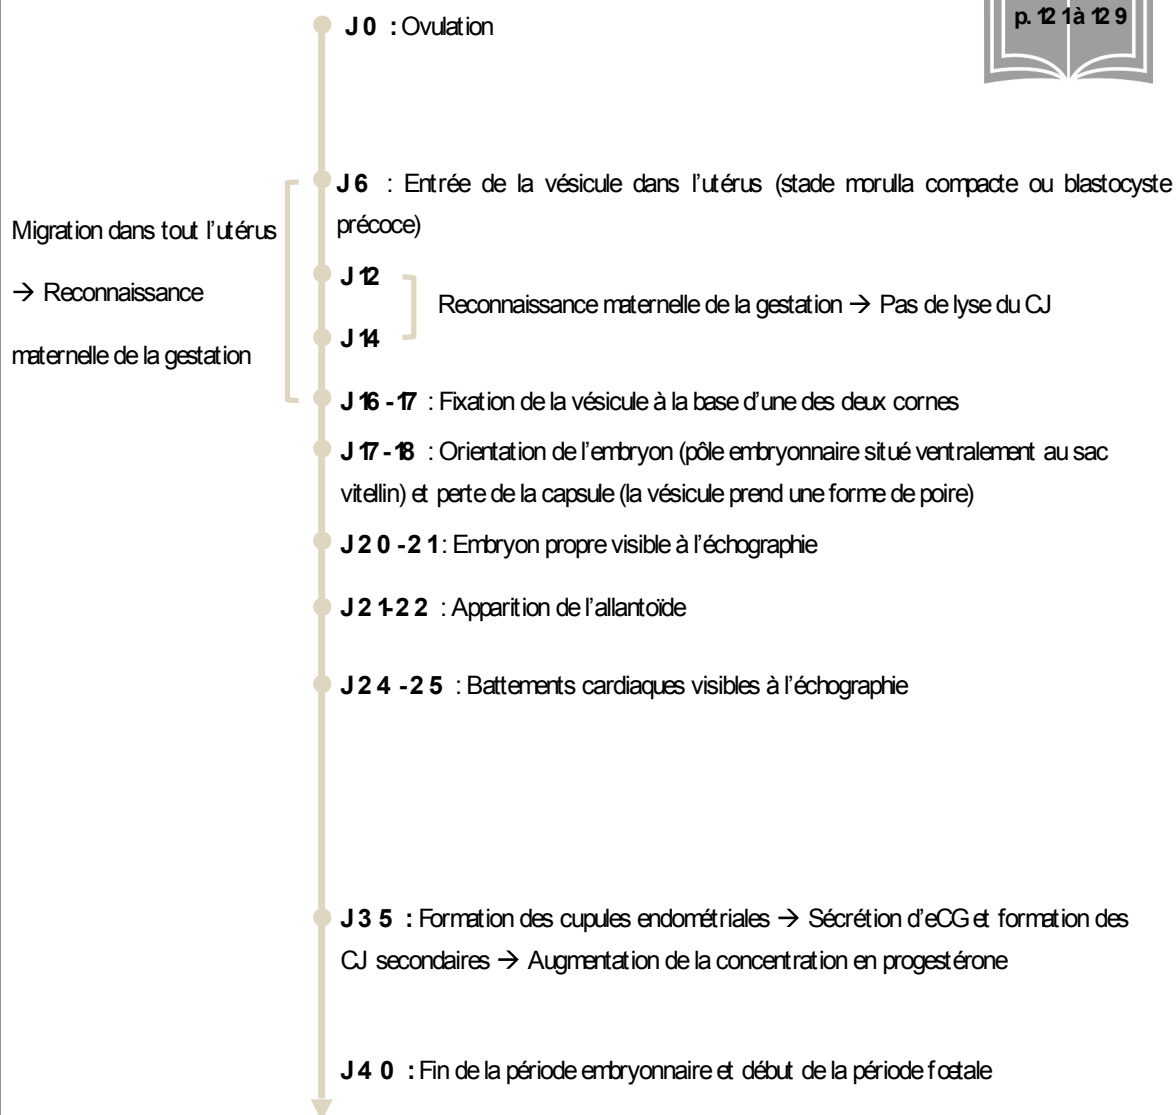 p. 121 à 129
J0 : Ovulation
J6 : Entrée de la vésicule dans l'utérus (stade morulla compacte ou blastocyste
précoce)
Migration dans tout l'utérus
→ Reconnaissance
maternelle de la gestation
J12
Reconnaissance maternelle de la gestation → Pas de lyse du CJ
J14
J16-17 : Fixation de la vésicule à la base d'une des deux cornes
J17-18 : Orientation de l'embryon (pôle embryonnaire situé ventralement au sac
vitellin) et perte de la capsule (la vésicule prend une forme de poire)
J20-21: Embryon propre visible à l'échographie
J21-22 : Apparition de l'allantoïde
J24-25 : Battements cardiaques visibles à l'échographie
J35 : Formation des cupules endométriales → Sécrétion d'eCG et formation des
CJ secondaires → Augmentation de la concentration en progestérone
J40 : Fin de la période embryonnaire et début de la période fœtale